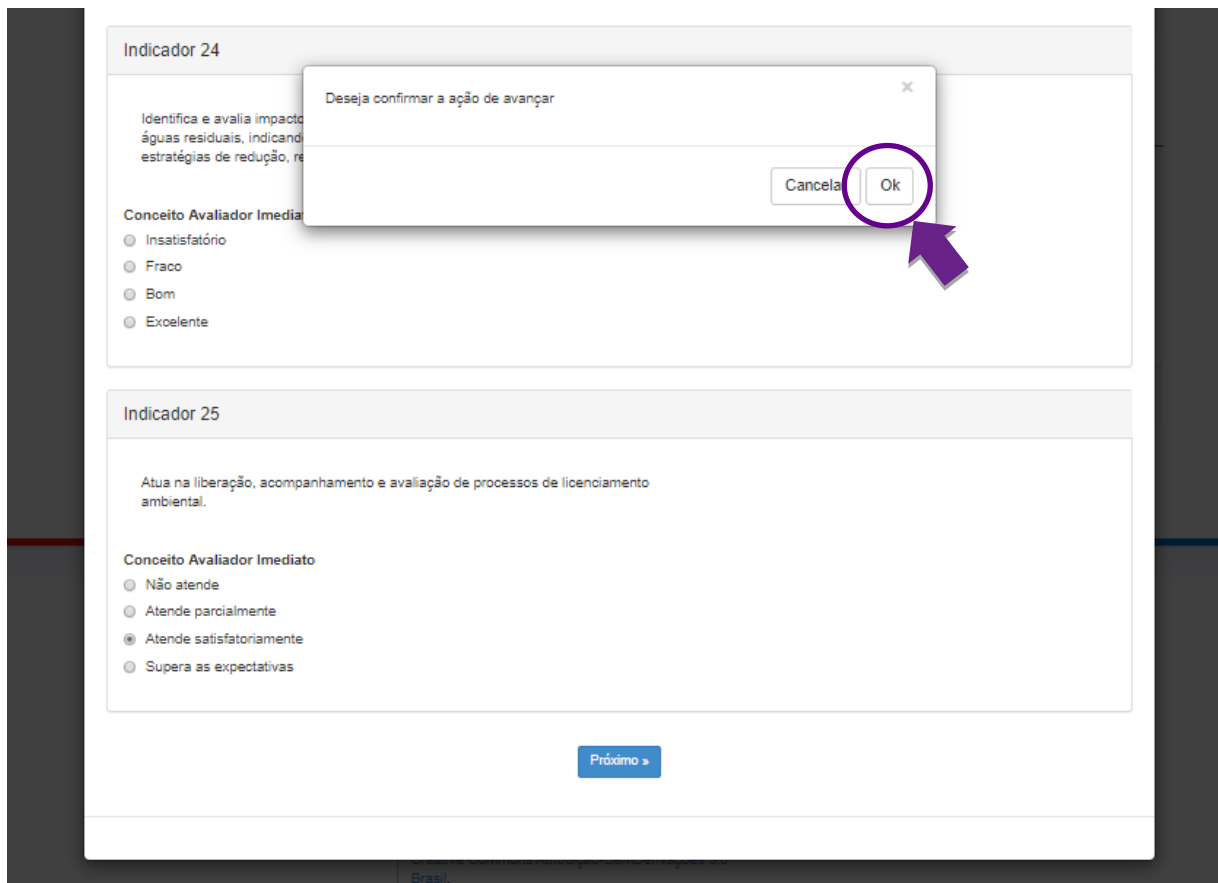 Indicador 24
Deseja confirmar a ação de avançar
×
Identifica e avalia
águas residuais, indicand
estratégias de redução,
Cancela
Ok
Conceito Avaliador
Insatisfatório
Fraco
Bom
Excelente
Indicador 25
Atua na liberação, acompanhamento e avaliação de processos de licenciamento
ambiental.
Conceito Avaliador Imediato
Não atende
Atende parcialmente
Atende satisfatoriamente
Supera as expectativas
Próximo »
Brasil.